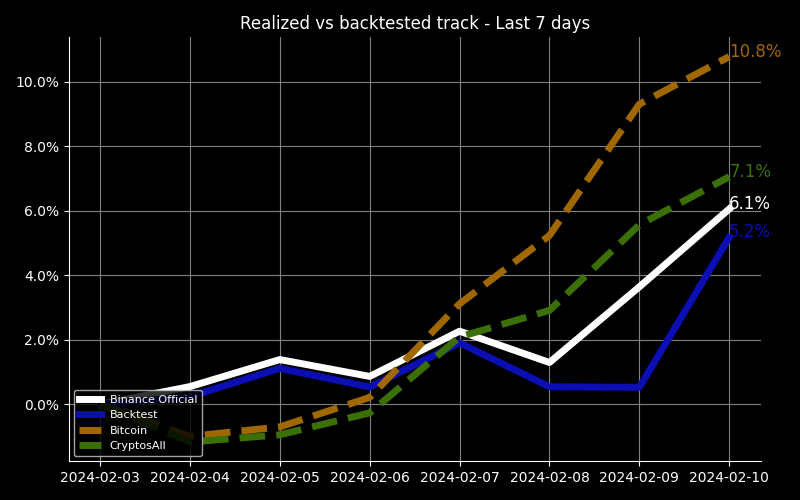 Realized vs backtested track - Last 7 days
10.8%
10.0%
8.0%
7.1%
6.1%
6.0%
5.2%
4.0%
2.0%
0.0%
Binance Official
Backtest
Bitcoin
CryptosAll
2024-02-03 2024-02-04 2024-02-05 2024-02-06 2024-02-07 2024-02-08 2024-02-09 2024-02-10